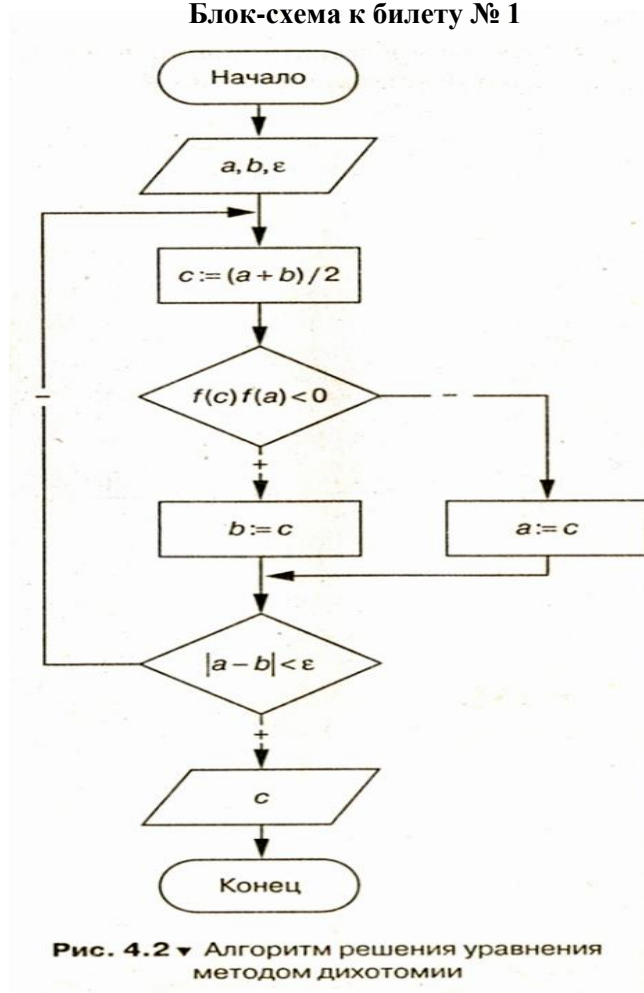 Блок-схема к билету № 1
Начало
a, b, ε
c := (a + b) / 2
f(c) f(a) < 0
–
–
+
b := c
a := c
|a – b| < ε
+
c
Конец
Рис. 4.2 ▾ Алгоритм решения уравнения
методом дихотомии